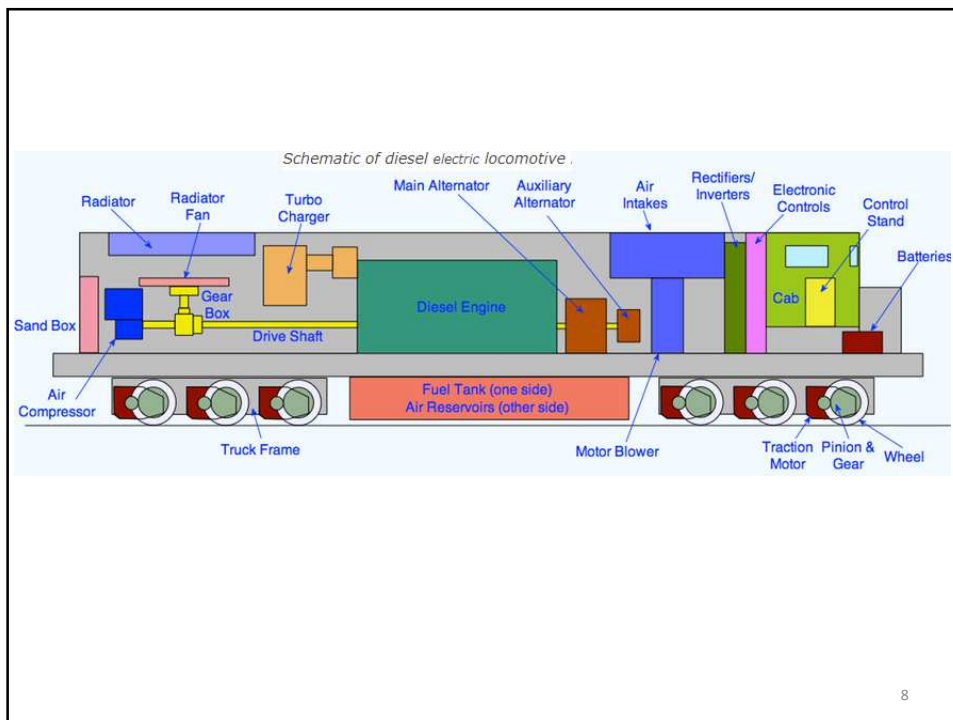 Schematic of diesel electric locomotive .
Radiator
Radiator
Fan
Turbo
Charger
Main Alternator
Auxiliary
Alternator
Air
Intakes
Rectifiers/
Inverters
Electronic
Controls
Control
Stand
Batteries
Sand Box
Gear
Box
Drive Shaft
Diesel Engine
Cab
Air
Compressor
Fuel Tank (one side)
Air Reservoirs (other side)
Truck Frame
Motor Blower
Traction
Motor
Pinion &
Gear
Wheel
8